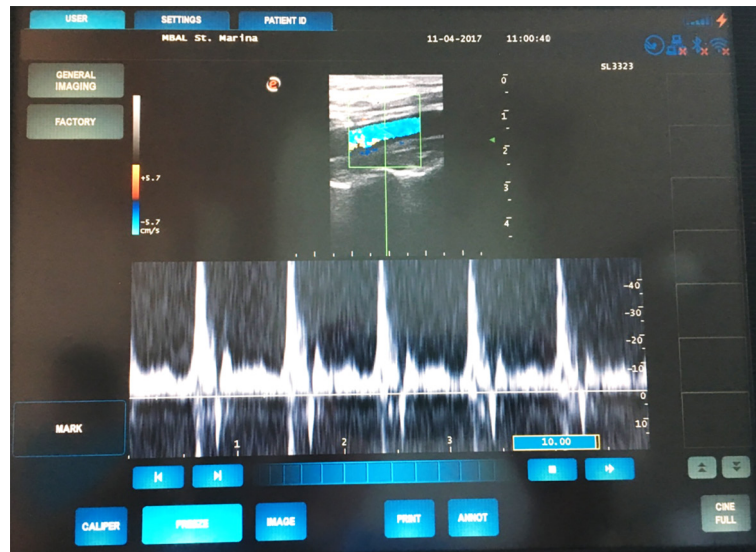 USER
SETTINGS
PATIENT ID
MBAL St. Marina
11-04-2017
11:00:40
SL3323
GENERAL
IMAGING
FACTORY
e
0
1
2
3
4
+5.7
-5.7
cm/s
-40
-30
-20
-10
0
10
1
2
3
10.00
MARK
CALIPER
FREEZE
IMAGE
PRINT
ANNOT
CINE
FULL